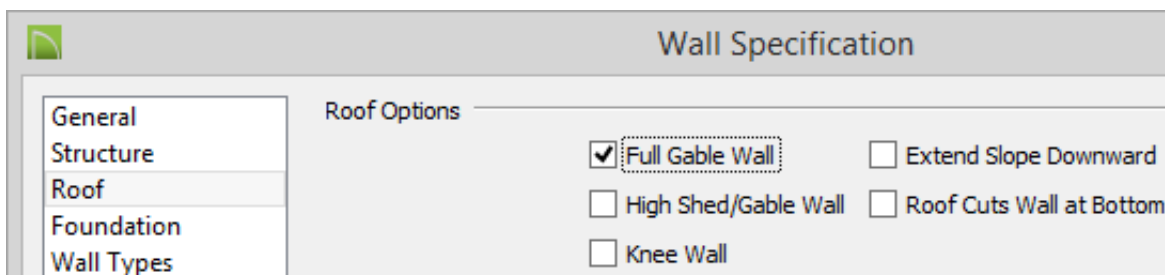 Wall Specification
General
Structure
Roof
Foundation
Wall Types
Roof Options
Full Gable Wall
Extend Slope Downward
High Shed/Gable Wall
Roof Cuts Wall at Bottom
Knee Wall